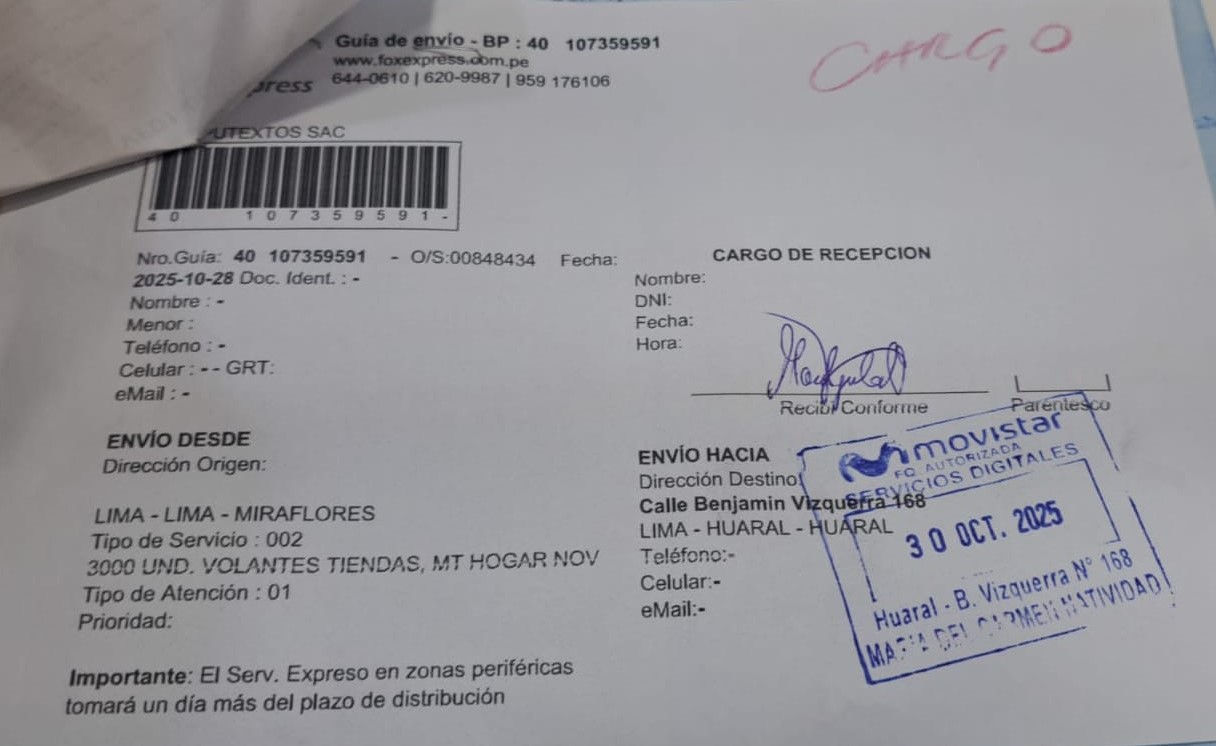 Guía de envío - BP : 40 107359591
www.foxexpress.com.pe
644-0610 | 620-9987 | 959 176106
press
CARGO
UTEXTOS SAC
40 107359591-
Nro.Guía: 40 107359591 - O/S:00848434 Fecha:
2025-10-28 Doc. Ident. : -
Nombre : -
Menor :
Teléfono : -
Celular : - - GRT:
eMail : -
CARGO DE RECEPCION
Nombre:
DNI:
Fecha:
Hora:
Recibí Conforme
Parentesco
ENVÍO DESDE
Dirección Origen:
LIMA - LIMA - MIRAFLORES
Tipo de Servicio : 002
3000 UND. VOLANTES TIENDAS, MT HOGAR NOV
Tipo de Atención : 01
Prioridad:
ENVÍO HACIA
Dirección Destino:
Calle Benjamin Vizquerra 168
LIMA - HUARAL - HUARAL
Teléfono:-
Celular:-
eMail:-
movistar
FQ. AUTORIZADA
SERVICIOS DIGITALES
30 OCT. 2025
Huaral - B. Vizquerra N° 168
MARIA DEL CARMEN NATIVIDAD
Importante: El Serv. Expreso en zonas periféricas
tomará un día más del plazo de distribución